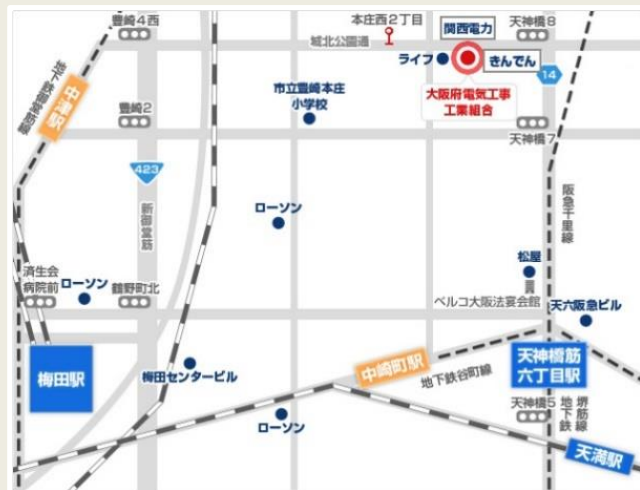 豊崎4西
本庄西2丁目
関西電力
天神橋8
城北公園通
ライフ
きんでん
14
大阪府電気工事
工業組合
地下鉄御堂筋線
中津駅
豊崎2
市立豊崎本庄
小学校
天神橋7
423
新御堂筋
ローソン
阪急千里線
済生会
病院前
ローソン
鶴野町北
松屋
ベルコ大阪法宴会館
天六阪急ビル
梅田駅
梅田センタービル
中崎町駅
地下鉄谷町線
天神橋筋
六丁目駅
ローソン
天神橋5
地下鉄
堺筋線
天満駅